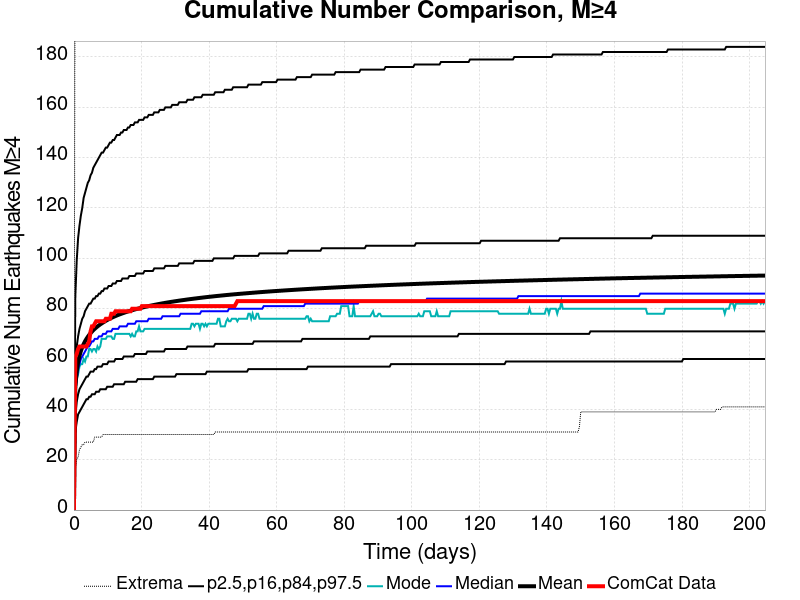 Cumulative Number Comparison, M≥4
Cumulative Num Earthquakes M≥4
180
160
140
120
100
80
60
40
20
0
0 20 40 60 80 100 120 140 160 180 200
Time (days)
Extrema p2.5,p16,p84,p97.5 Mode Median Mean ComCat Data